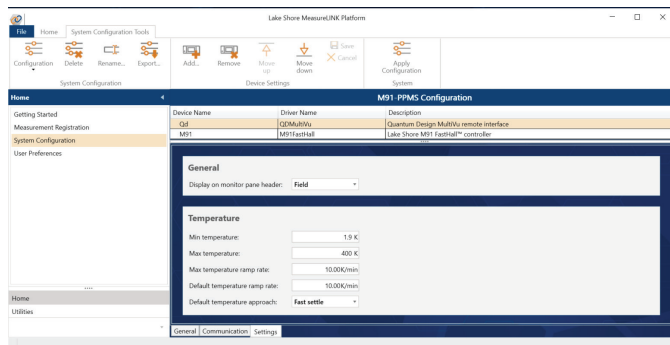 Lake Shore MeasureLINK Platform
File Home System Configuration Tools
Configuration Delete Rename... Export... Add... Remove Move up Move down Save Cancel Apply Configuration
System Configuration Device Settings System
Home M91-PPMS Configuration
Getting Started
Measurement Registration
System Configuration
User Preferences
Device Name Driver Name Description
Qd QDMultiVu Quantum Design MultiVu remote interface
M91 M91FastHall Lake Shore M91 FastHall™ controller
General
Display on monitor pane header: Field
Temperature
Min temperature: 1.9 K
Max temperature: 400 K
Max temperature ramp rate: 10.00K/min
Default temperature ramp rate: 10.00K/min
Default temperature approach: Fast settle
Home
Utilities
General Communication Settings